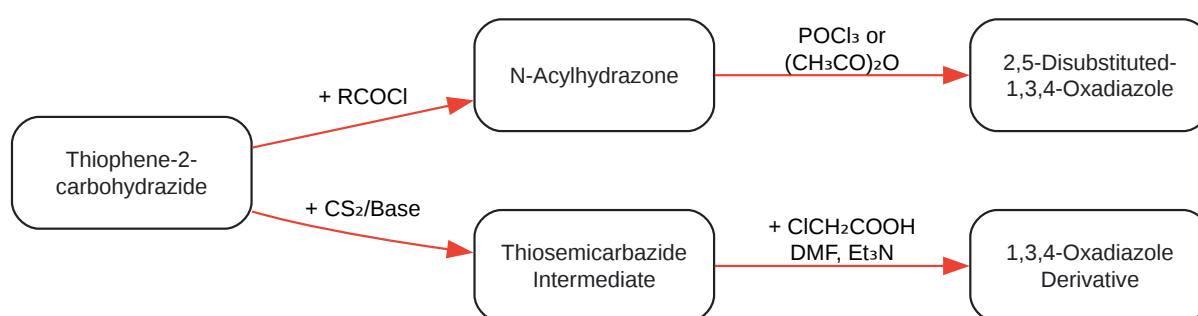 Thiophene-2-
carbohydrazide
+ RCOCl
N-Acylhydrazone
POCl₃ or
(CH₃CO)₂O
2,5-Disubstituted-
1,3,4-Oxadiazole
+ CS₂/Base
Thiosemicarbazide
Intermediate
+ ClCH₂COOH
DMF, Et₃N
1,3,4-Oxadiazole
Derivative